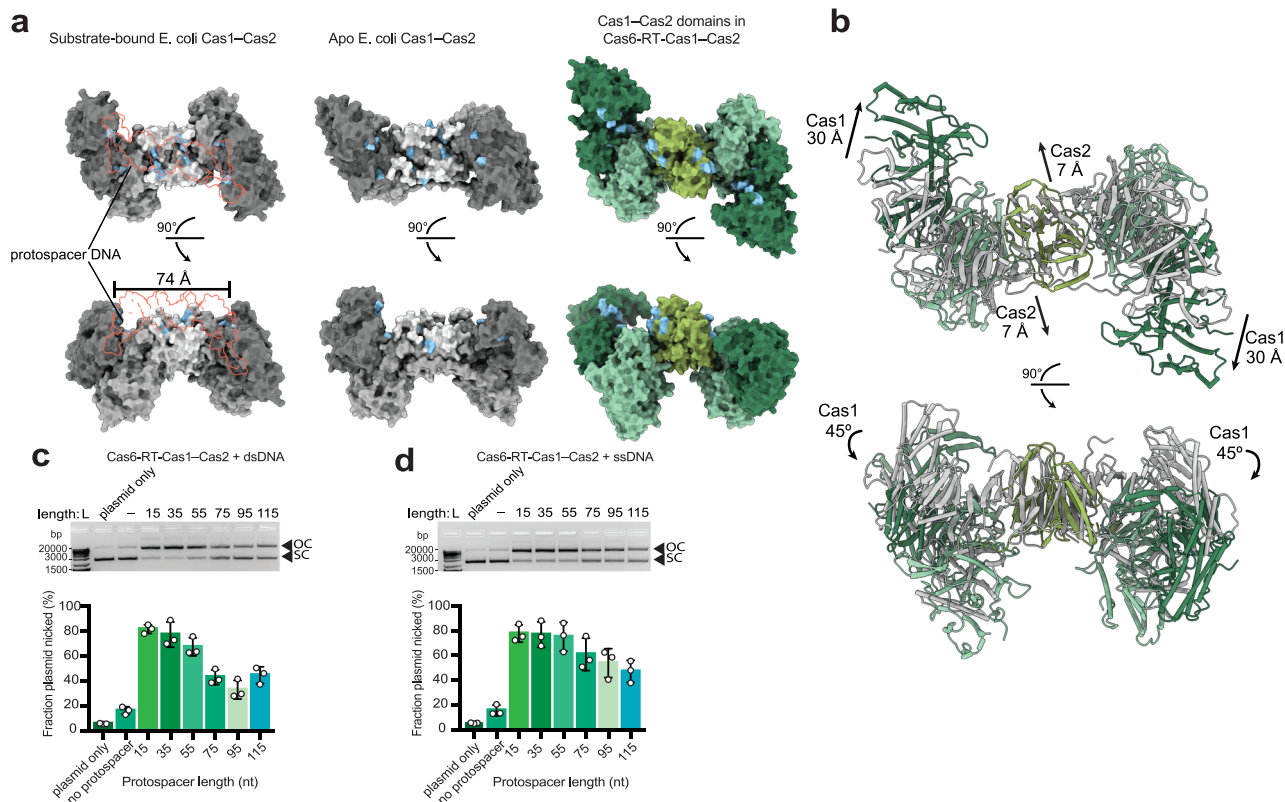 a
Substrate-bound E. coli Cas1–Cas2
Apo E. coli Cas1–Cas2
Cas1–Cas2 domains in
Cas6-RT-Cas1–Cas2
90°
90°
90°
protospacer DNA
74 Å
b
Cas1
30 Å
Cas2
7 Å
Cas2
7 Å
Cas1
30 Å
90°
Cas1
45º
Cas1
45º
c
Cas6-RT-Cas1–Cas2 + dsDNA
plasmid only
length: L – 15 35 55 75 95 115
bp
20000
3000
1500
OC
SC
Fraction plasmid nicked (%)
100
80
60
40
20
0
plasmid only
no protospacer
15
35
55
75
95
115
Protospacer length (nt)
d
Cas6-RT-Cas1–Cas2 + ssDNA
plasmid only
length: L – 15 35 55 75 95 115
bp
20000
3000
1500
OC
SC
Fraction plasmid nicked (%)
100
80
60
40
20
0
plasmid only
no protospacer
15
35
55
75
95
115
Protospacer length (nt)